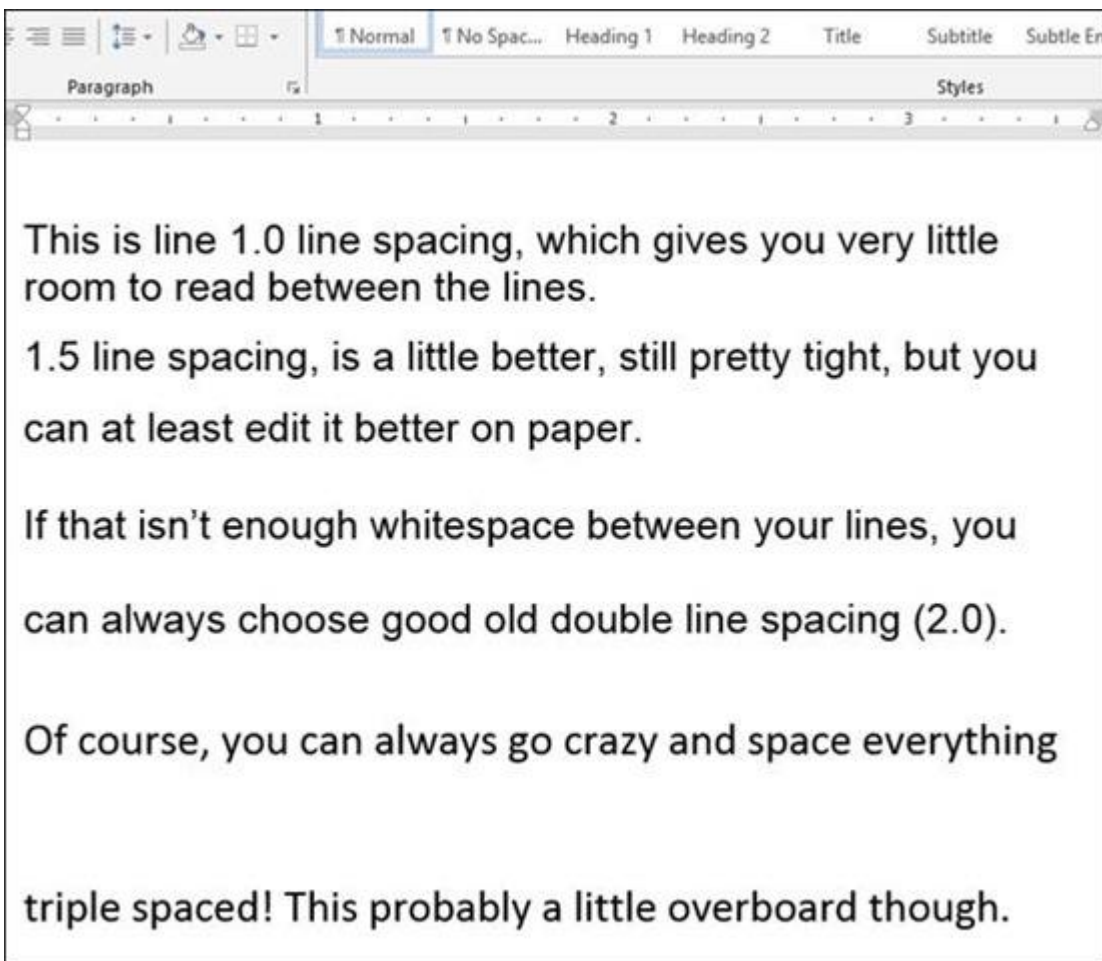 ¶ Normal ¶ No Spac... Heading 1 Heading 2 Title Subtitle Subtle Er
Paragraph Styles
1 2 3
This is line 1.0 line spacing, which gives you very little
room to read between the lines.
1.5 line spacing, is a little better, still pretty tight, but you
can at least edit it better on paper.
If that isn’t enough whitespace between your lines, you
can always choose good old double line spacing (2.0).
Of course, you can always go crazy and space everything
triple spaced! This probably a little overboard though.